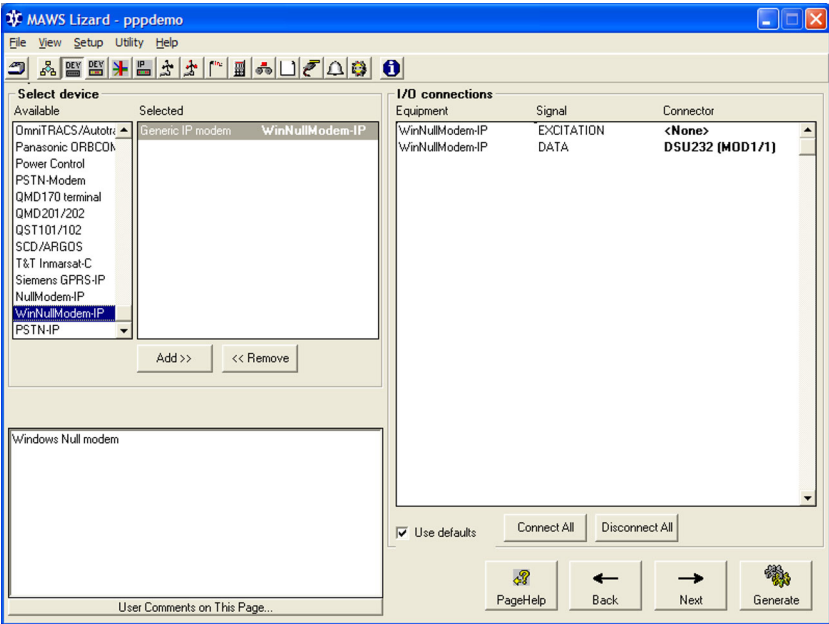 MAWS Lizard - pppdemo
File View Setup Utility Help
DEV DEV IP
Select device
Available Selected
OmniTRACS/Autotra
Panasonic ORBCOM
Power Control
PSTN-Modem
QMD170 terminal
QMD201/202
QST101/102
SCD/ARGOS
T&T Inmarsat-C
Siemens GPRS-IP
NullModem-IP
WinNullModem-IP
PSTN-IP
Generic IP modem WinNullModem-IP
Add >> << Remove
Windows Null modem
User Comments on This Page...
I/O connections
Equipment Signal Connector
WinNullModem-IP EXCITATION <None>
WinNullModem-IP DATA DSU232 (MOD1/1)
Use defaults Connect All Disconnect All
PageHelp Back Next Generate